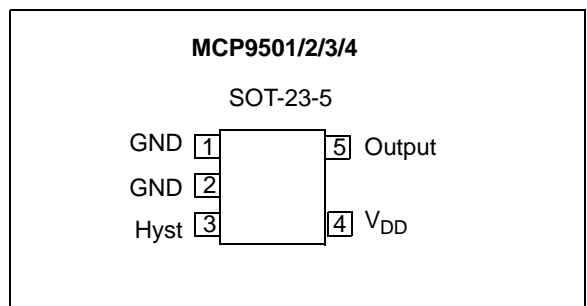 MCP9501/2/3/4
SOT-23-5
GND 1 5 Output
GND 2
Hyst 3 4 VDD